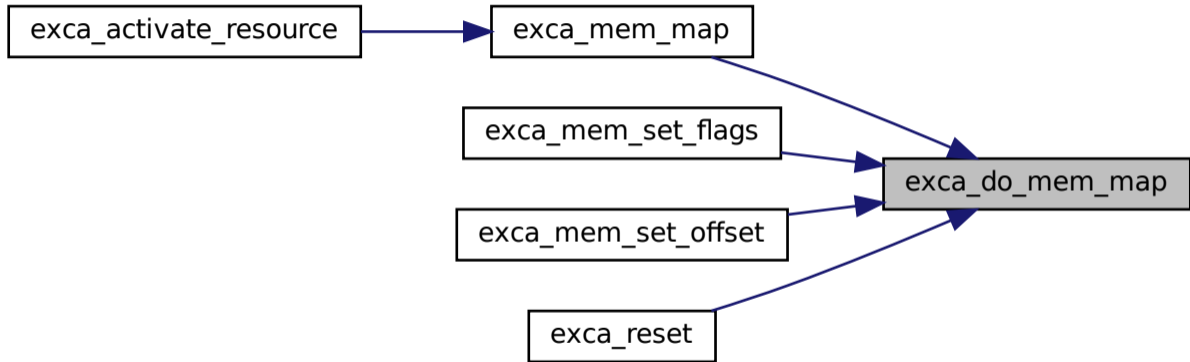 exca_activate_resource
exca_mem_map
exca_mem_set_flags
exca_do_mem_map
exca_mem_set_offset
exca_reset